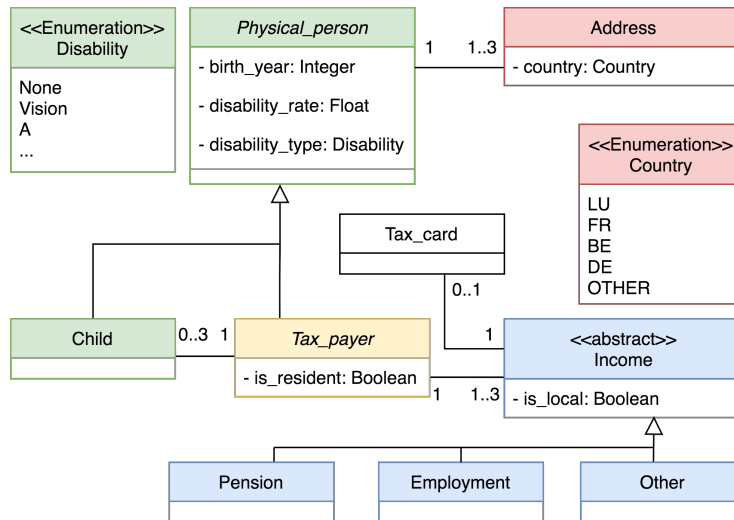 <<Enumeration>>
Disability
None
Vision
A
...
Physical_person
- birth_year: Integer
- disability_rate: Float
- disability_type: Disability
1
1..3
Address
- country: Country
<<Enumeration>>
Country
LU
FR
BE
DE
OTHER
Tax_card
0..1
1
Child
0..3
1
Tax_payer
- is_resident: Boolean
1
1..3
<<abstract>>
Income
- is_local: Boolean
Pension
Employment
Other